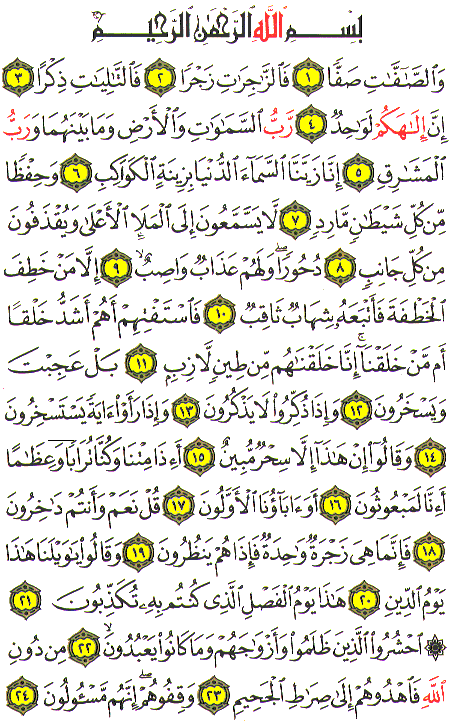 بِسْمِ ٱللَّهِ ٱلرَّحْمَٰنِ ٱلرَّحِيمِ
وَٱلصَّٰٓفَّٰتِ صَفًّا ١ فَٱلزَّٰجِرَٰتِ زَجْرًا ٢ فَٱلتَّٰلِيَٰتِ ذِكْرًا ٣
إِنَّ إِلَٰهَكُمْ لَوَٰحِدٌ ٤ رَّبُّ ٱلسَّمَٰوَٰتِ وَٱلْأَرْضِ وَمَا بَيْنَهُمَا وَرَبُّ
ٱلْمَشَٰرِقِ ٥ إِنَّا زَيَّنَّا ٱلسَّمَآءَ ٱلدُّنْيَا بِزِينَةٍ ٱلْكَوَاكِبِ ٦ وَحِفْظًا
مِّن كُلِّ شَيْطَٰنٍ مَّارِدٍ ٧ لَّا يَسَّمَّعُونَ إِلَى ٱلْمَلَإِ ٱلْأَعْلَىٰ وَيُقْذَفُونَ
مِن كُلِّ جَانِبٍ ٨ دُحُورًا ۖ وَلَهُمْ عَذَابٌ وَاصِبٌ ۙ ٩ إِلَّا مَنْ خَطِفَ
ٱلْخَطْفَةَ فَأَتْبَعَهُۥ شِهَابٌ ثَاقِبٌ ١٠ فَٱسْتَفْتِهِمْ أَهُمْ أَشَدُّ خَلْقًا
أَم مَّنْ خَلَقْنَآ ۚ إِنَّا خَلَقْنَٰهُم مِّن طِينٍ لَّازِبٍ ١١ بَلْ عَجِبْتَ
وَيَسْخَرُونَ ١٢ وَإِذَا ذُكِّرُوا۟ لَا يَذْكُرُونَ ١٣ وَإِذَا رَأَوْا۟ ءَايَةً يَسْتَسْخِرُونَ
١٤ وَقَالُوٓا۟ إِنْ هَٰذَآ إِلَّا سِحْرٌ مُّبِينٌ ١٥ أَءِذَا مِتْنَا وَكُنَّا تُرَابًا وَعِظَٰمًا
أَءِنَّا لَمَبْعُوثُونَ ١٦ أَوَءَابَآؤُنَا ٱلْأَوَّلُونَ ١٧ قُلْ نَعَمْ وَأَنتُمْ دَٰخِرُونَ
١٨ فَإِنَّمَا هِىَ زَجْرَةٌ وَٰحِدَةٌ فَإِذَا هُمْ يَنظُرُونَ ١٩ وَقَالُوا۟ يَٰوَيْلَنَا هَٰذَا
يَوْمُ ٱلدِّينِ ٢٠ هَٰذَا يَوْمُ ٱلْفَصْلِ ٱلَّذِى كُنتُم بِهِۦ تُكَذِّبُونَ ٢١
۞ ٱحْشُرُوا۟ ٱلَّذِينَ ظَلَمُوا۟ وَأَزْوَٰجَهُمْ وَمَا كَانُوا۟ يَعْبُدُونَ ۙ ٢٢ مِن دُونِ
ٱللَّهِ فَٱهْدُوهُمْ إِلَىٰ صِرَٰطِ ٱلْجَحِيمِ ٢٣ وَقِفُوهُمْ ۖ إِنَّهُم مَّسْـُٔولُونَ ٢٤